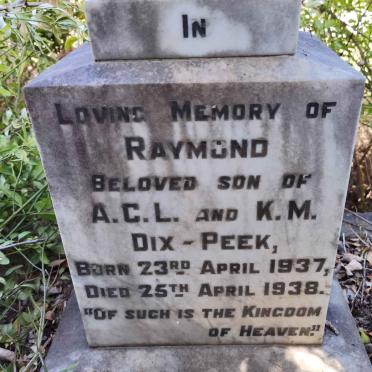 In
Loving Memory of
Raymond
Beloved son of
A.C.L. and K.M.
Dix-Peek,
Born 23RD April 1937,
Died 25TH April 1938.
"Of such is the Kingdom
of Heaven."